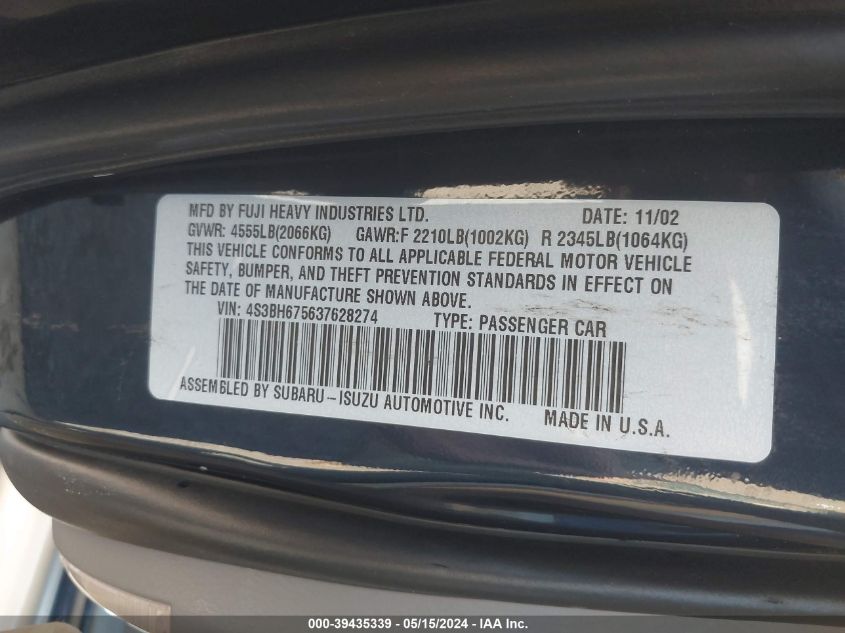 MFD BY FUJI HEAVY INDUSTRIES LTD. DATE: 11/02
GVWR: 4555LB(2066KG) GAWR:F 2210LB(1002KG) R 2345LB(1064KG)
THIS VEHICLE CONFORMS TO ALL APPLICABLE FEDERAL MOTOR VEHICLE
SAFETY, BUMPER, AND THEFT PREVENTION STANDARDS IN EFFECT ON
THE DATE OF MANUFACTURE SHOWN ABOVE.
VIN: 4S3BH675637628274 TYPE: PASSENGER CAR
ASSEMBLED BY SUBARU-ISUZU AUTOMOTIVE INC. MADE IN U.S.A.
000-39435339 - 05/15/2024 - IAA Inc.